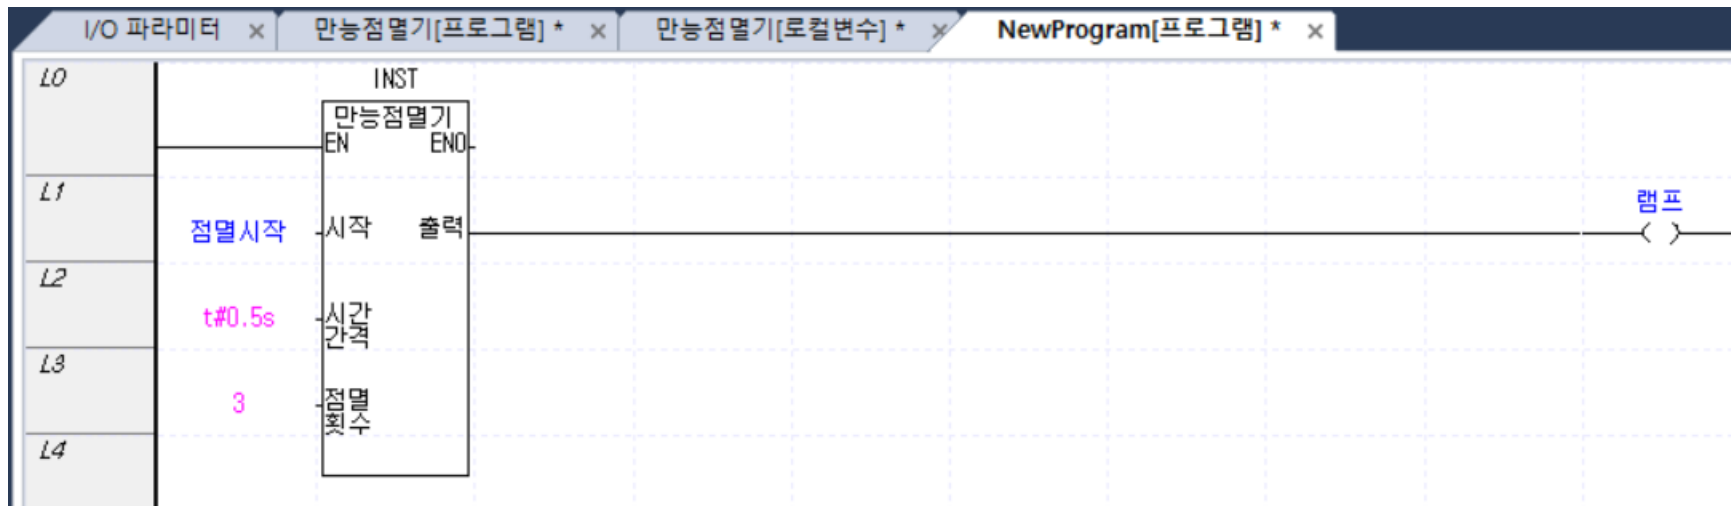 I/O 파라미터 × 만능점멸기[프로그램] * × 만능점멸기[로컬변수] * × NewProgram[프로그램] * ×
L0
INST
만능점멸기
EN ENO
L1
램프
점멸시작 시작 출력
( )
L2
t#0.5s 시간
간격
L3
3 점멸
횟수
L4